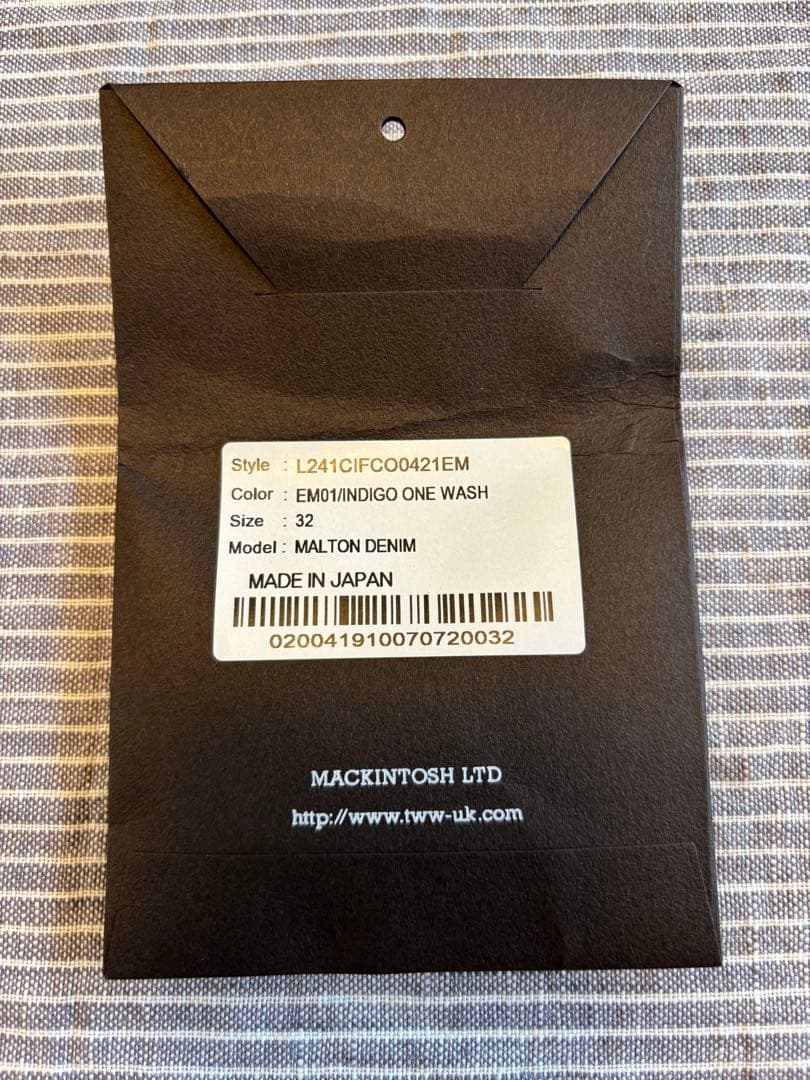 Style : L241CIFCO0421EM
Color : EM01/INDIGO ONE WASH
Size : 32
Model : MALTON DENIM
MADE IN JAPAN
020041910070720032
MACKINTOSH LTD
http://www.tww-uk.com